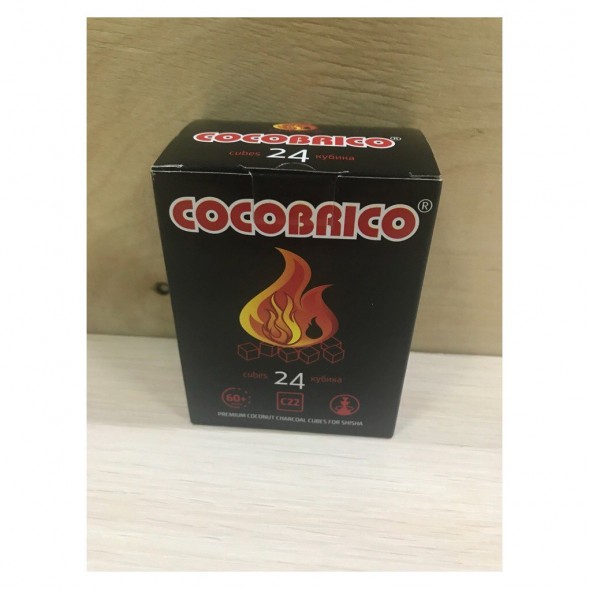 COCOBRICO®
cubes 24 кубика
COCOBRICO®
cubes 24 кубика
60+
C22
PREMIUM COCONUT CHARCOAL CUBES FOR SHISHA